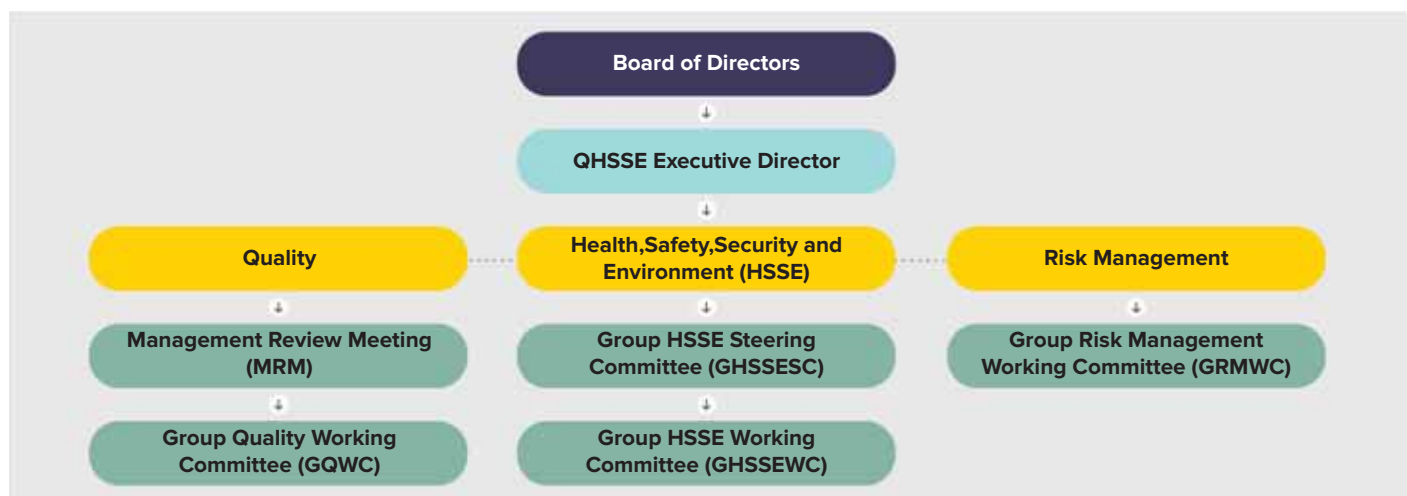 Board of Directors
QHSSE Executive Director
Quality
Health,Safety,Security and
Environment (HSSE)
Risk Management
Management Review Meeting
(MRM)
Group HSSE Steering
Committee (GHSSESC)
Group Risk Management
Working Committee (GRMWC)
Group Quality Working
Committee (GQWC)
Group HSSE Working
Committee (GHSSEWC)